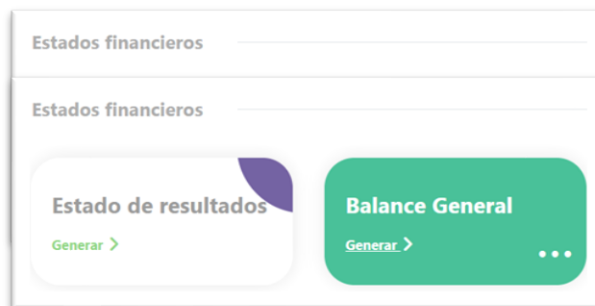 Estados financieros
Estados financieros
Estado de resultados
Generar >
Balance General
Generar >
...